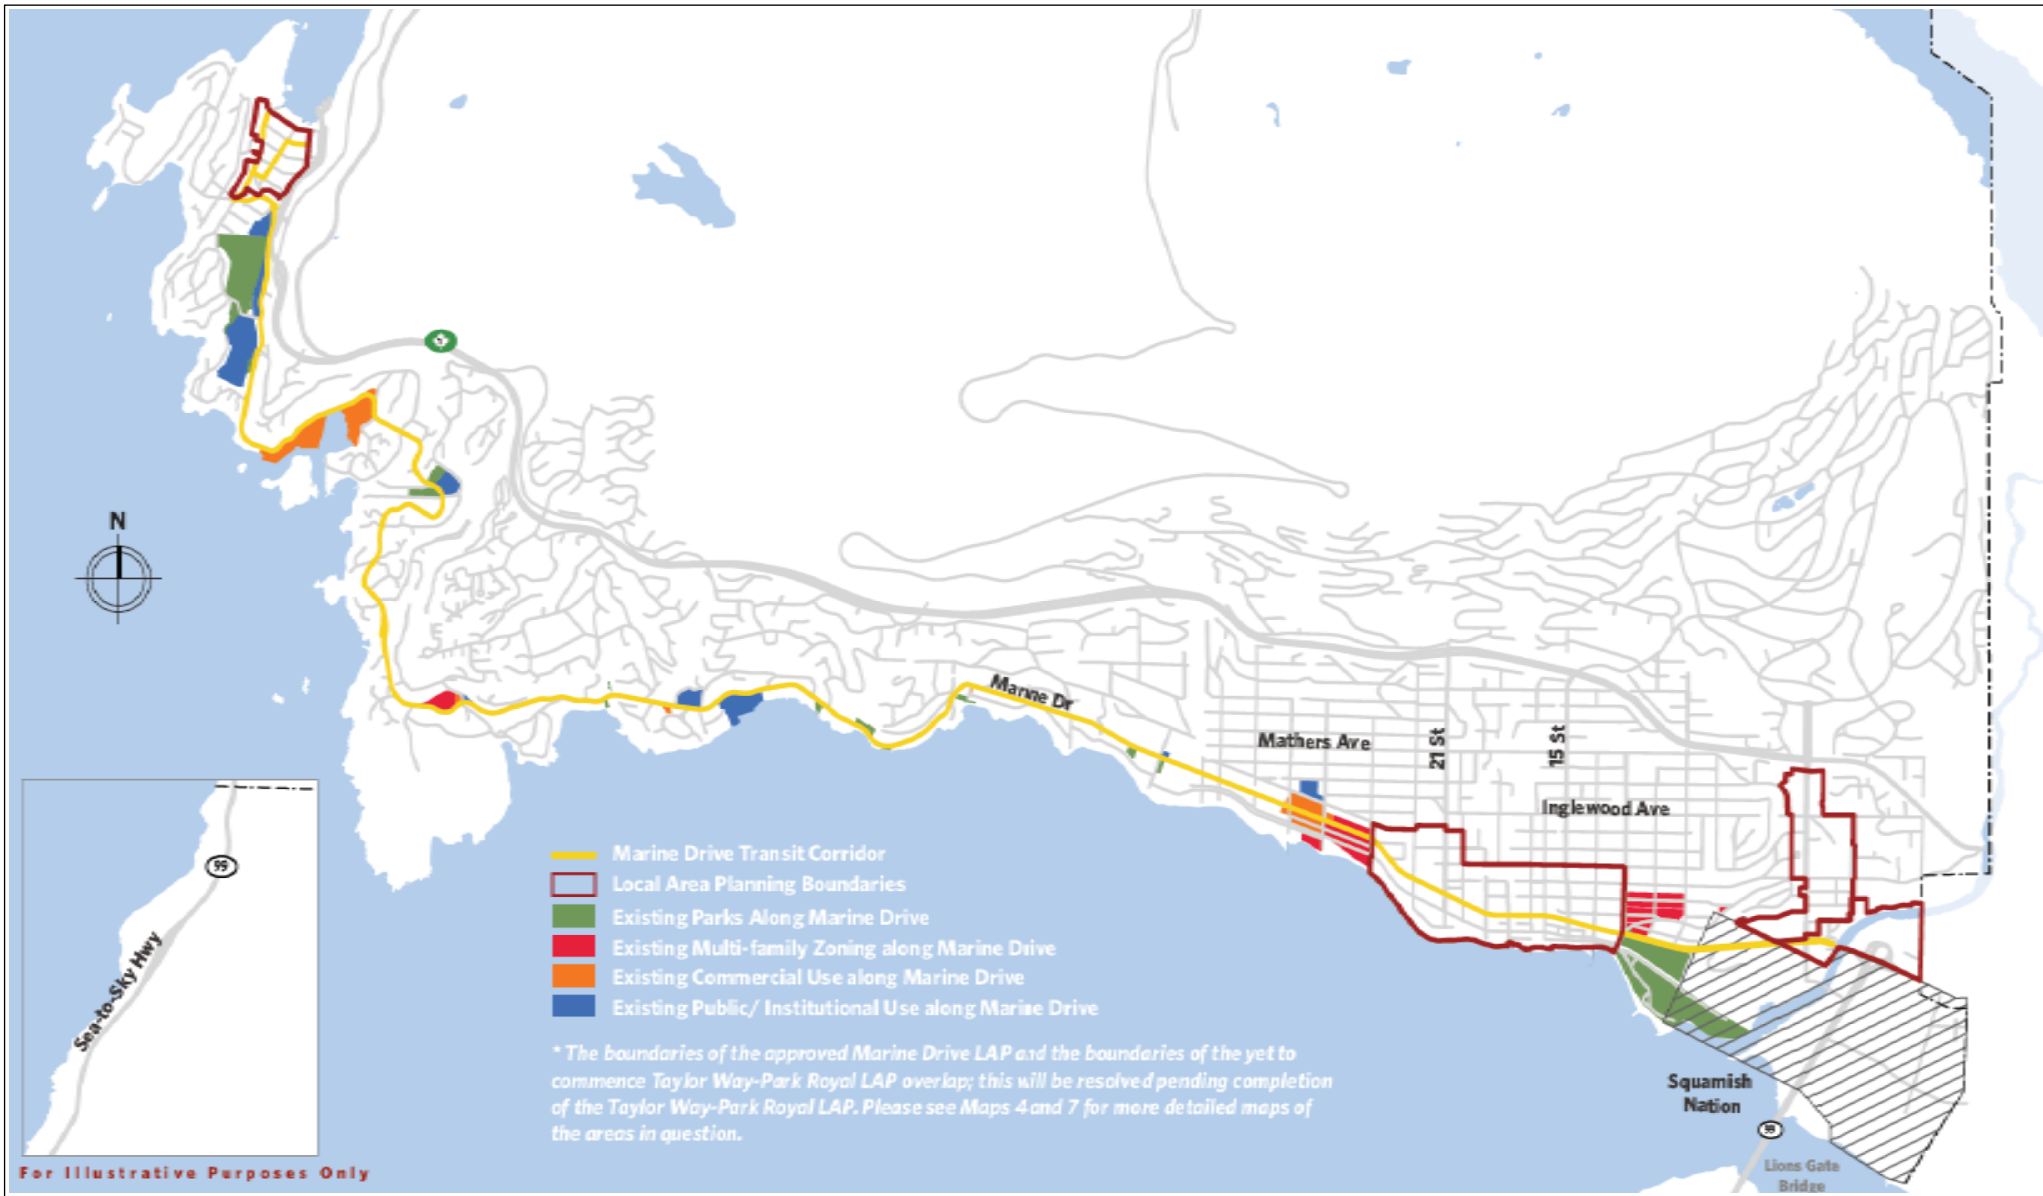 N
Marine Dr
Mathers Ave
21 St
15 St
Inglewood Ave
Marine Drive Transit Corridor
Local Area Planning Boundaries
Existing Parks Along Marine Drive
Existing Multi-family Zoning along Marine Drive
Existing Commercial Use along Marine Drive
Existing Public/ Institutional Use along Marine Drive
* The boundaries of the approved Marine Drive LAP and the boundaries of the yet to
commence Taylor Way-Park Royal LAP overlap; this will be resolved pending completion
of the Taylor Way-Park Royal LAP. Please see Maps 4 and 7 for more detailed maps of
the areas in question.
99
Sea-to-Sky Hwy
Squamish
Nation
99
Lions Gate
Bridge
For Illustrative Purposes Only